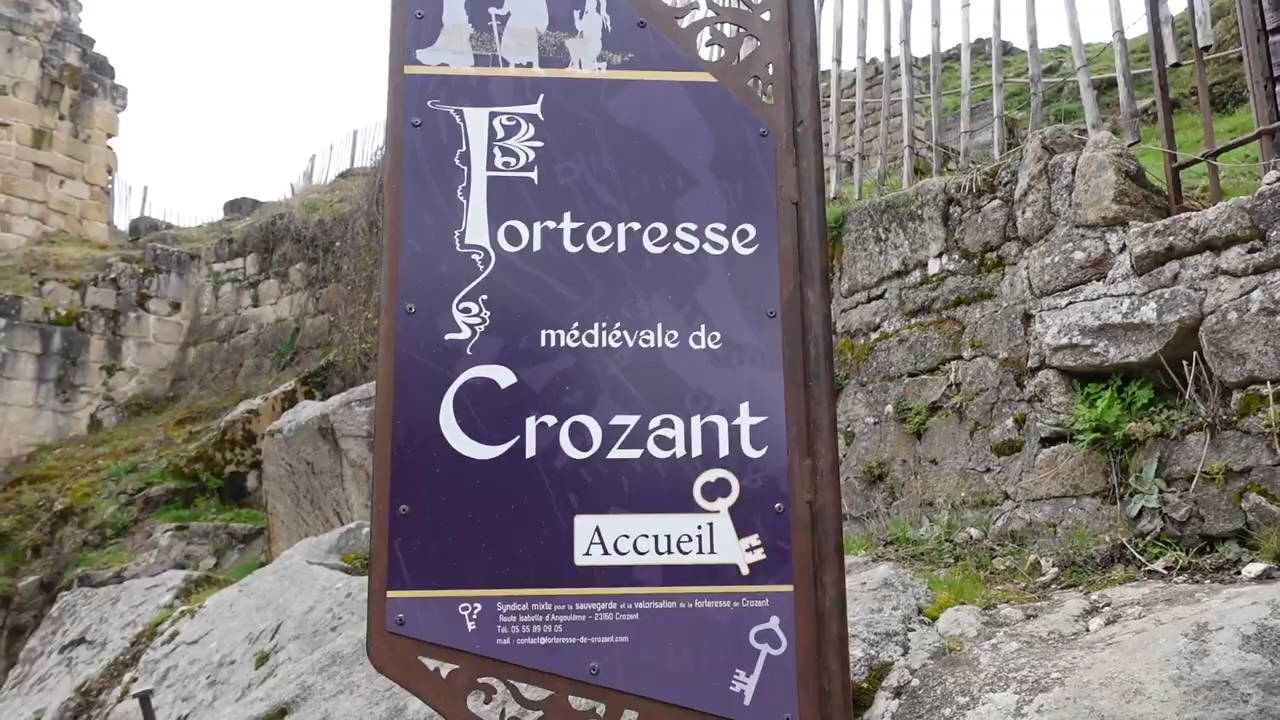 Forteresse
médiévale de
Crozant
Accueil
Syndicat mixte pour la sauvegarde et la valorisation de la forteresse de Crozant
Route Isabelle d'Angoulême - 23160 Crozant
Tél: 05 55 89 09 05
mail : contact@forteresse-de-crozant.com